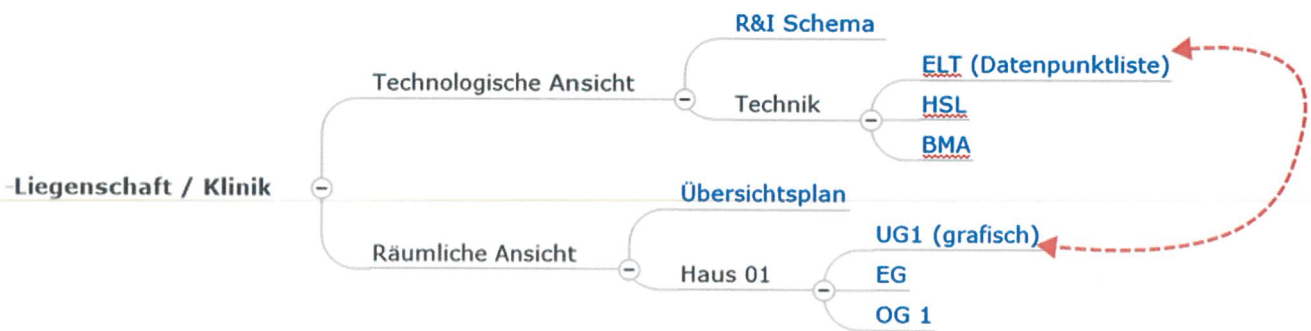 R&I Schema
Technologische Ansicht
ELT (Datenpunktliste)
Technik
HSL
BMA
Liegenschaft / Klinik
Übersichtsplan
Räumliche Ansicht
UG1 (grafisch)
Haus 01
EG
OG 1